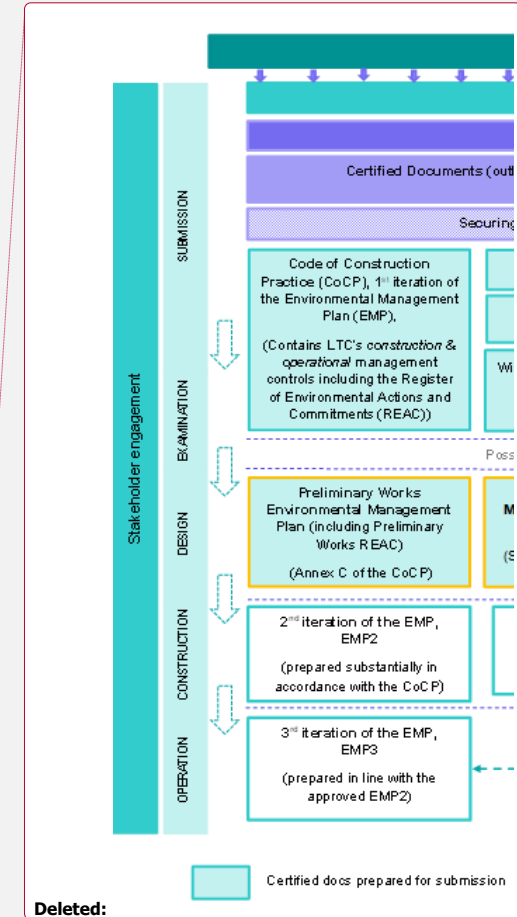 Stakeholder engagement
SUBMISSION
EXAMINATION
DESIGN
CONSTRUCTION
OPERATION
Certified Documents (outl
Securing
Code of Construction
Practice (CoCP), 1st iteration of
the Environmental Management
Plan (EMP),
(Contains LTC's construction &
operational management
controls including the Register
of Environmental Actions and
Commitments (REAC))
Wi
Poss
Preliminary Works
Environmental Management
Plan (including Preliminary
Works REAC)
(Annex C of the CoCP)
M
(S
2nd iteration of the EMP,
EMP2
(prepared substantially in
accordance with the CoCP)
3rd iteration of the EMP,
EMP3
(prepared in line with the
approved EMP2)
Certified docs prepared for submission
Deleted: